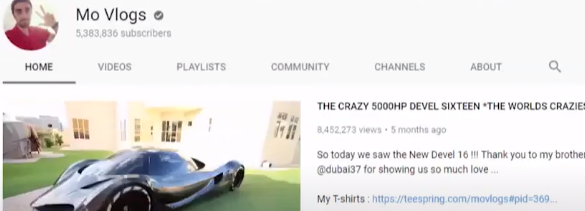 Mo Vlogs
5,383,836 subscribers
HOME VIDEOS PLAYLISTS COMMUNITY CHANNELS ABOUT
THE CRAZY 5000HP DEVEL SIXTEEN *THE WORLDS CRAZIES
8,452,273 views • 5 months ago
So today we saw the New Devel 16 !!! Thank you to my brother
@dubai37 for showing us so much love ...
My T-shirts : https://teespring.com/movlogs#pid=369...